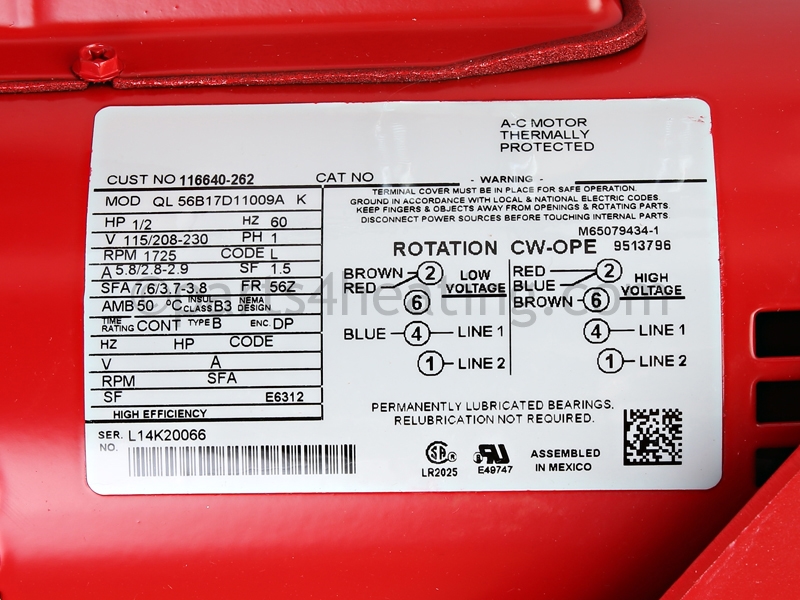 A-C MOTOR
THERMALLY
PROTECTED
CUST NO 116640-262 CAT NO
- WARNING -
TERMINAL COVER MUST BE IN PLACE FOR SAFE OPERATION.
GROUND IN ACCORDANCE WITH LOCAL & NATIONAL ELECTRIC CODES
KEEP FINGERS & OBJECTS AWAY FROM OPENINGS & ROTATING PARTS
DISCONNECT POWER SOURCES BEFORE TOUCHING INTERNAL PARTS
MOD QL 56B17D11009A K
HP 1/2 HZ 60
V 115/208-230 PH 1
RPM 1725 CODE L
A 5.8/2.8-2.9 SF 1.5
SFA 7.6/3.7-3.8 FR 56Z
AMB 50 °C INSUL CLASS B3 NEMA DESIGN
TIME RATING CONT TYPE B ENC. DP
HZ HP CODE
V A
RPM SFA
SF E6312
HIGH EFFICIENCY
SER. NO. L14K20066
M65079434-1
ROTATION CW-OPE 9513796
BROWN 2 LOW VOLTAGE
RED
6
BLUE 4 LINE 1
1 LINE 2
RED 2 HIGH VOLTAGE
BLUE
BROWN 6
4 LINE 1
1 LINE 2
PERMANENTLY LUBRICATED BEARINGS.
RELUBRICATION NOT REQUIRED.
SA LR2025
UR E49747
ASSEMBLED
IN MEXICO
©parts4heating.com